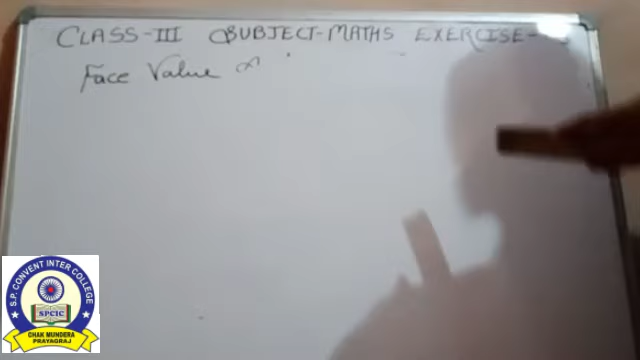 CLASS-III SUBJECT-MATHS EXERCISE-
Face Value
S.P. CONVENT INTER COLLEGE
SPCIC
CHAK MUNDERA
PRAYAGRAJ